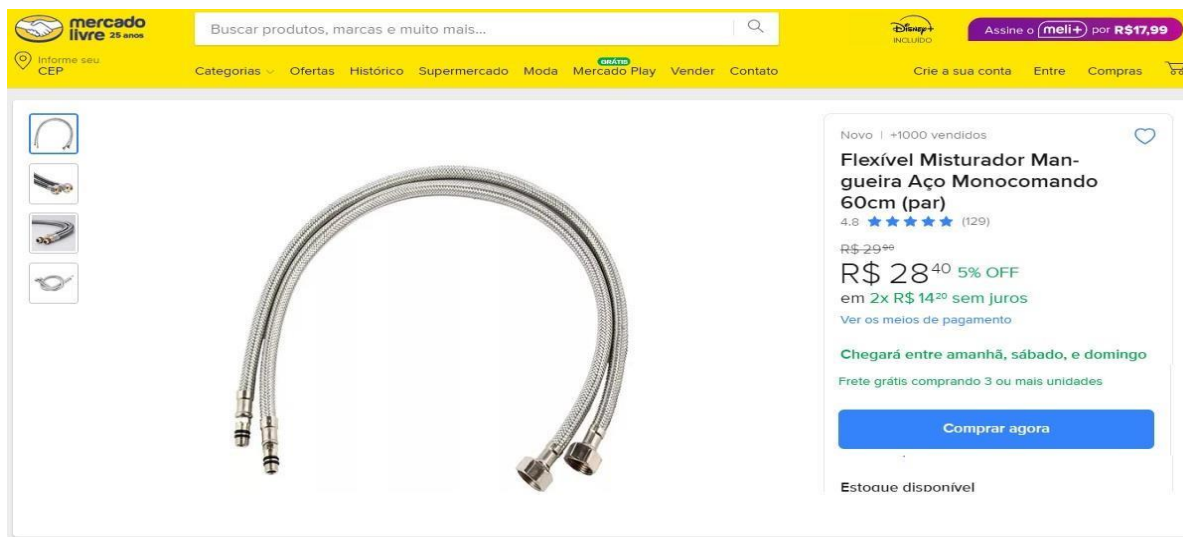 mercado
livre 25 anos
Buscar produtos, marcas e muito mais...
Disney+
INCLUÍDO
Assine o meli+ por R$17,99
Informe seu
CEP
Categorias
Ofertas
Histórico
Supermercado
Moda
GRÁTIS
Mercado Play
Vender
Contato
Crie a sua conta
Entre
Compras
Novo | +1000 vendidos
Flexível Misturador Man-
gueira Aço Monocomando
60cm (par)
4.8 ★★★★★ (129)
R$ 29⁹⁰
R$ 28⁴⁰ 5% OFF
em 2x R$ 14²⁰ sem juros
Ver os meios de pagamento
Chegará entre amanhã, sábado, e domingo
Frete grátis comprando 3 ou mais unidades
Comprar agora
Estoque disponível